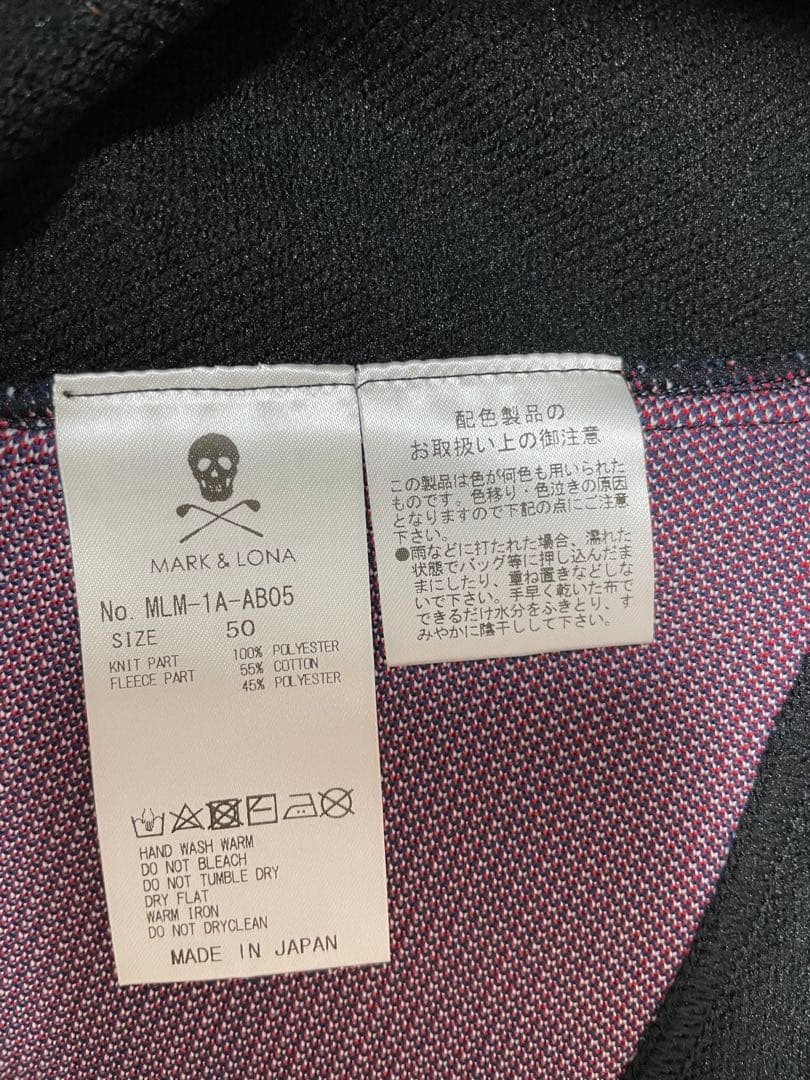 MARK & LONA
No. MLM-1A-AB05
SIZE 50
KNIT PART 100% POLYESTER
FLEECE PART 55% COTTON
45% POLYESTER
HAND WASH WARM
DO NOT BLEACH
DO NOT TUMBLE DRY
DRY FLAT
WARM IRON
DO NOT DRYCLEAN
MADE IN JAPAN
配色製品の
お取扱い上の御注意
この製品は色が何色も用いられた
ものです。色移り・色泣きの原因
となりますので下記の点にご注意
下さい。
●雨などに打たれた場合、濡れた
状態でバッグ等に押し込んだま
まにしたり、重ね置きなどしな
いで下さい。手早く乾いた布で
できるだけ水分をふきとり、す
みやかに陰干しして下さい。